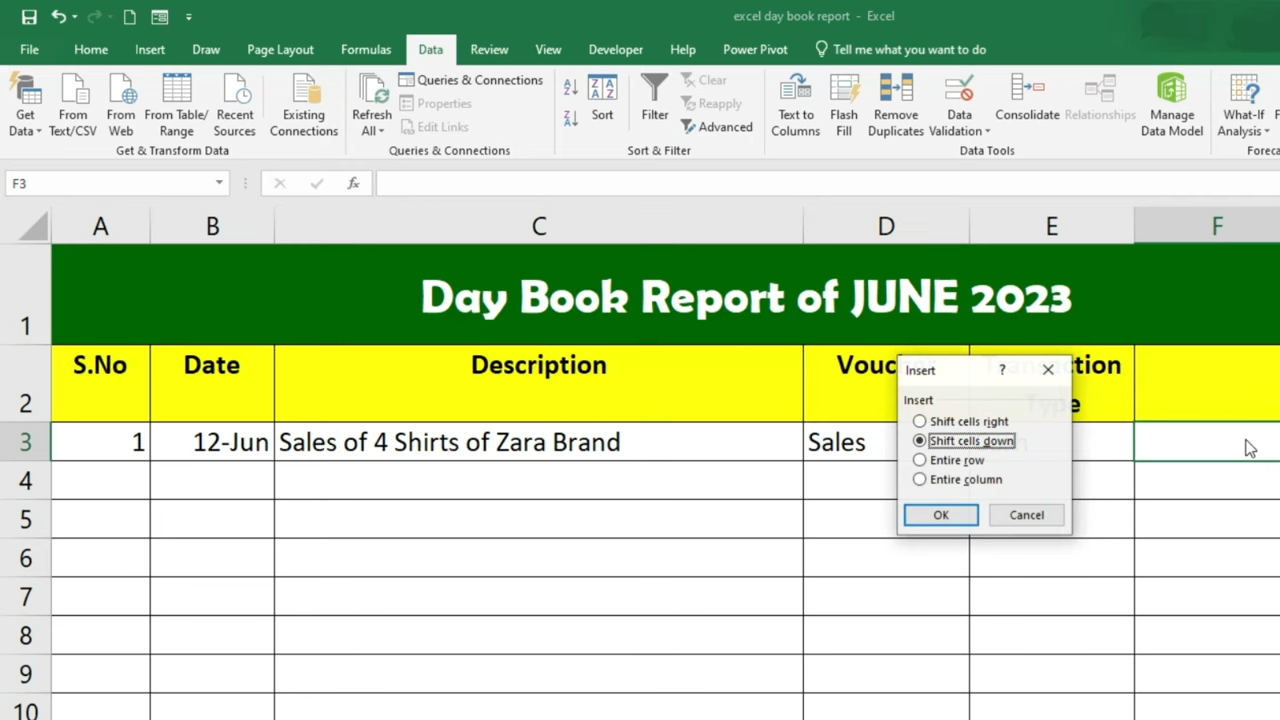 excel day book report - Excel
File Home Insert Draw Page Layout Formulas Data Review View Developer Help Power Pivot Tell me what you want to do
Get Data
From Text/CSV
From Web
From Table/ Range
Recent Sources
Existing Connections
Get & Transform Data
Refresh All
Queries & Connections
Properties
Edit Links
Queries & Connections
Sort
Filter
Clear
Reapply
Advanced
Sort & Filter
Text to Columns
Flash Fill
Remove Duplicates
Data Validation
Consolidate
Relationships
Manage Data Model
Data Tools
What-If Analysis
F3
fx
A B C D E F
1 Day Book Report of JUNE 2023
2 S.No Date Description
3 1 12-Jun Sales of 4 Shirts of Zara Brand Sales
4
5
6
7
8
9
10
Insert ?
Insert
Shift cells right
Shift cells down
Entire row
Entire column
OK Cancel